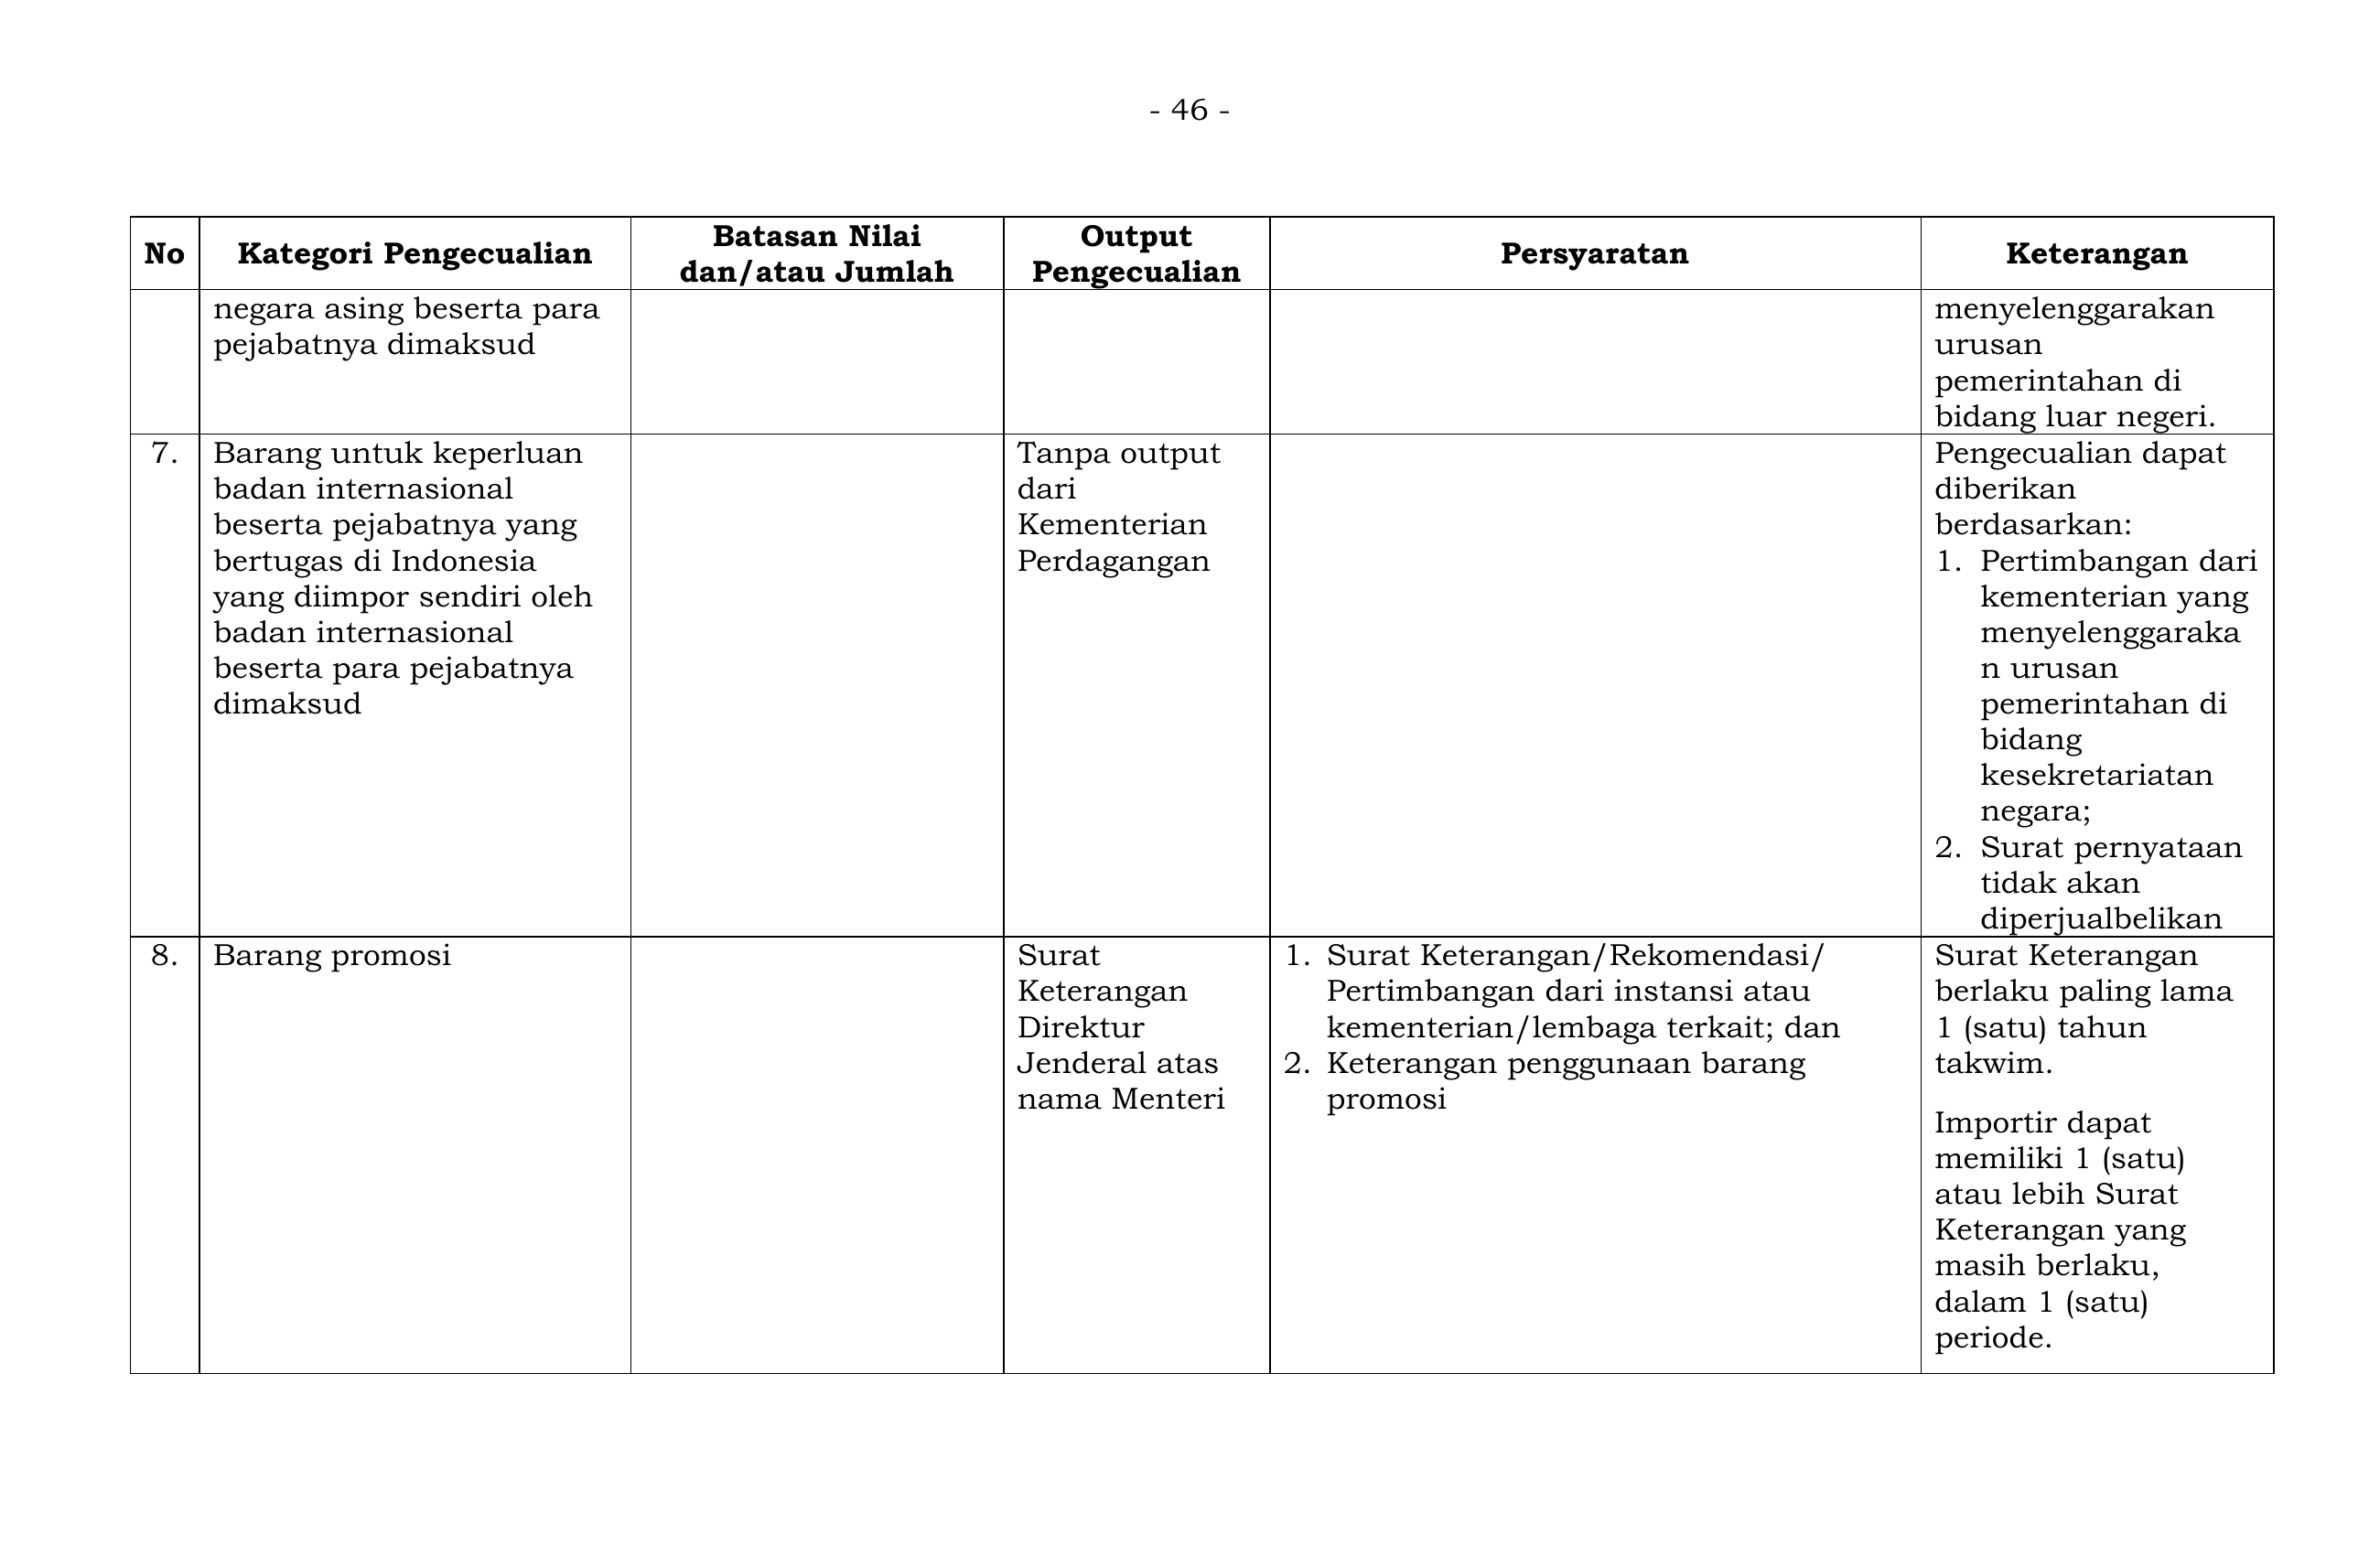 - 46 -
No
Kategori Pengecualian
Batasan Nilai
dan/atau Jumlah
Output
Pengecualian
Persyaratan
Keterangan
negara asing beserta para
pejabatnya dimaksud
menyelenggarakan
urusan
pemerintahan di
bidang luar negeri.
7.
Barang untuk keperluan
badan internasional
beserta pejabatnya yang
bertugas di Indonesia
yang diimpor sendiri oleh
badan internasional
beserta para pejabatnya
dimaksud
Tanpa output
dari
Kementerian
Perdagangan
Pengecualian dapat
diberikan
berdasarkan:
1. Pertimbangan dari
kementerian yang
menyelenggaraka
n urusan
pemerintahan di
bidang
kesekretariatan
negara;
2. Surat pernyataan
tidak akan
diperjualbelikan
8.
Barang promosi
Surat
Keterangan
Direktur
Jenderal atas
nama Menteri
1. Surat Keterangan/Rekomendasi/
Pertimbangan dari instansi atau
kementerian/lembaga terkait; dan
2. Keterangan penggunaan barang
promosi
Surat Keterangan
berlaku paling lama
1 (satu) tahun
takwim.
Importir dapat
memiliki 1 (satu)
atau lebih Surat
Keterangan yang
masih berlaku,
dalam 1 (satu)
periode.